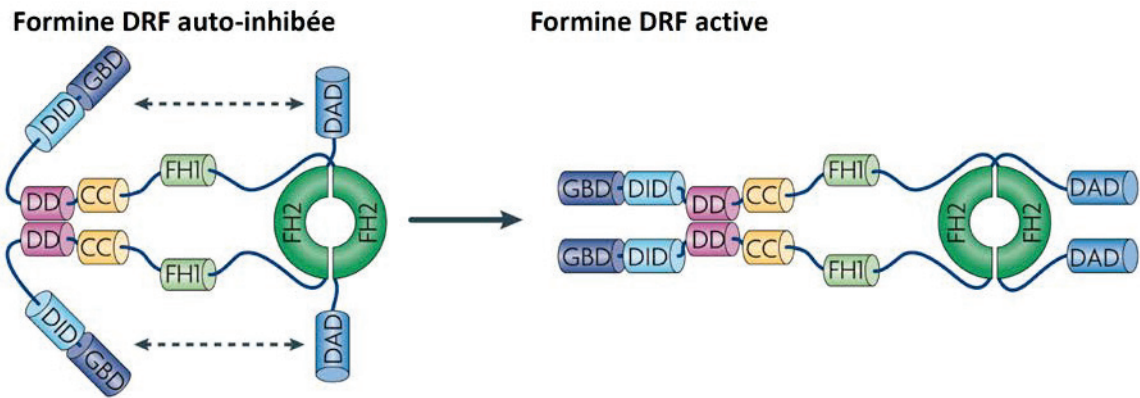 Formine DRF auto-inhibée
Formine DRF active
GBD
DID
DAD
FH1
DD
CC
FH2
FH2
DD
CC
FH1
DID
GBD
DAD
GBD
DID
DD
CC
FH1
FH2
FH2
DAD
GBD
DID
DD
CC
FH1
DAD